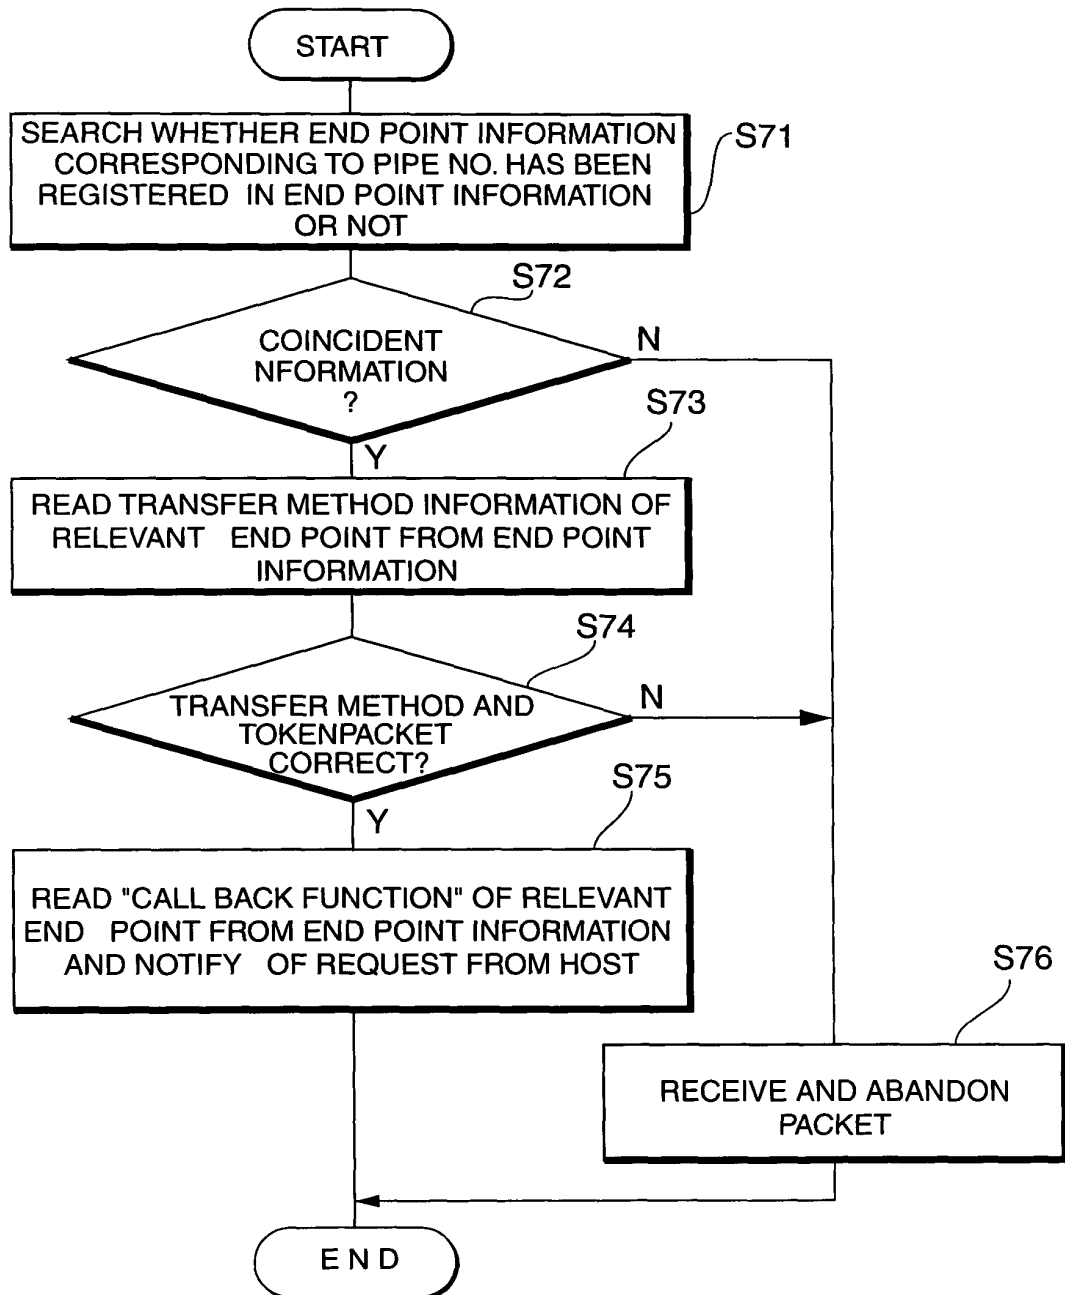 START
SEARCH WHETHER END POINT INFORMATION
CORRESPONDING TO PIPE NO. HAS BEEN
REGISTERED IN END POINT INFORMATION
OR NOT
S71
S72
COINCIDENT
NFORMATION
?
N
Y
S73
READ TRANSFER METHOD INFORMATION OF
RELEVANT END POINT FROM END POINT
INFORMATION
S74
TRANSFER METHOD AND
TOKENPACKET
CORRECT?
N
Y
S75
READ "CALL BACK FUNCTION" OF RELEVANT
END POINT FROM END POINT INFORMATION
AND NOTIFY OF REQUEST FROM HOST
S76
RECEIVE AND ABANDON
PACKET
E N D